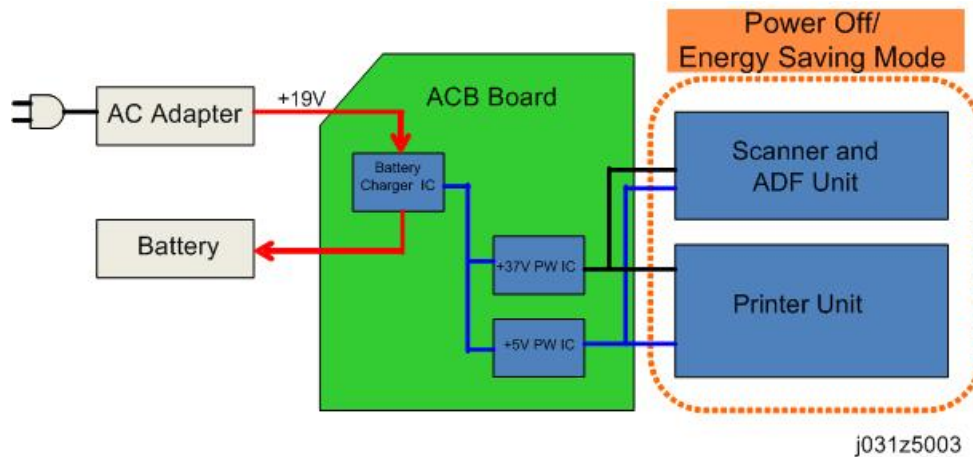 Power Off/
Energy Saving Mode
ACB Board
+19V
AC Adapter
Battery
Charger IC
Scanner and
ADF Unit
Battery
+37V PW IC
Printer Unit
+5V PW IC
j031z5003